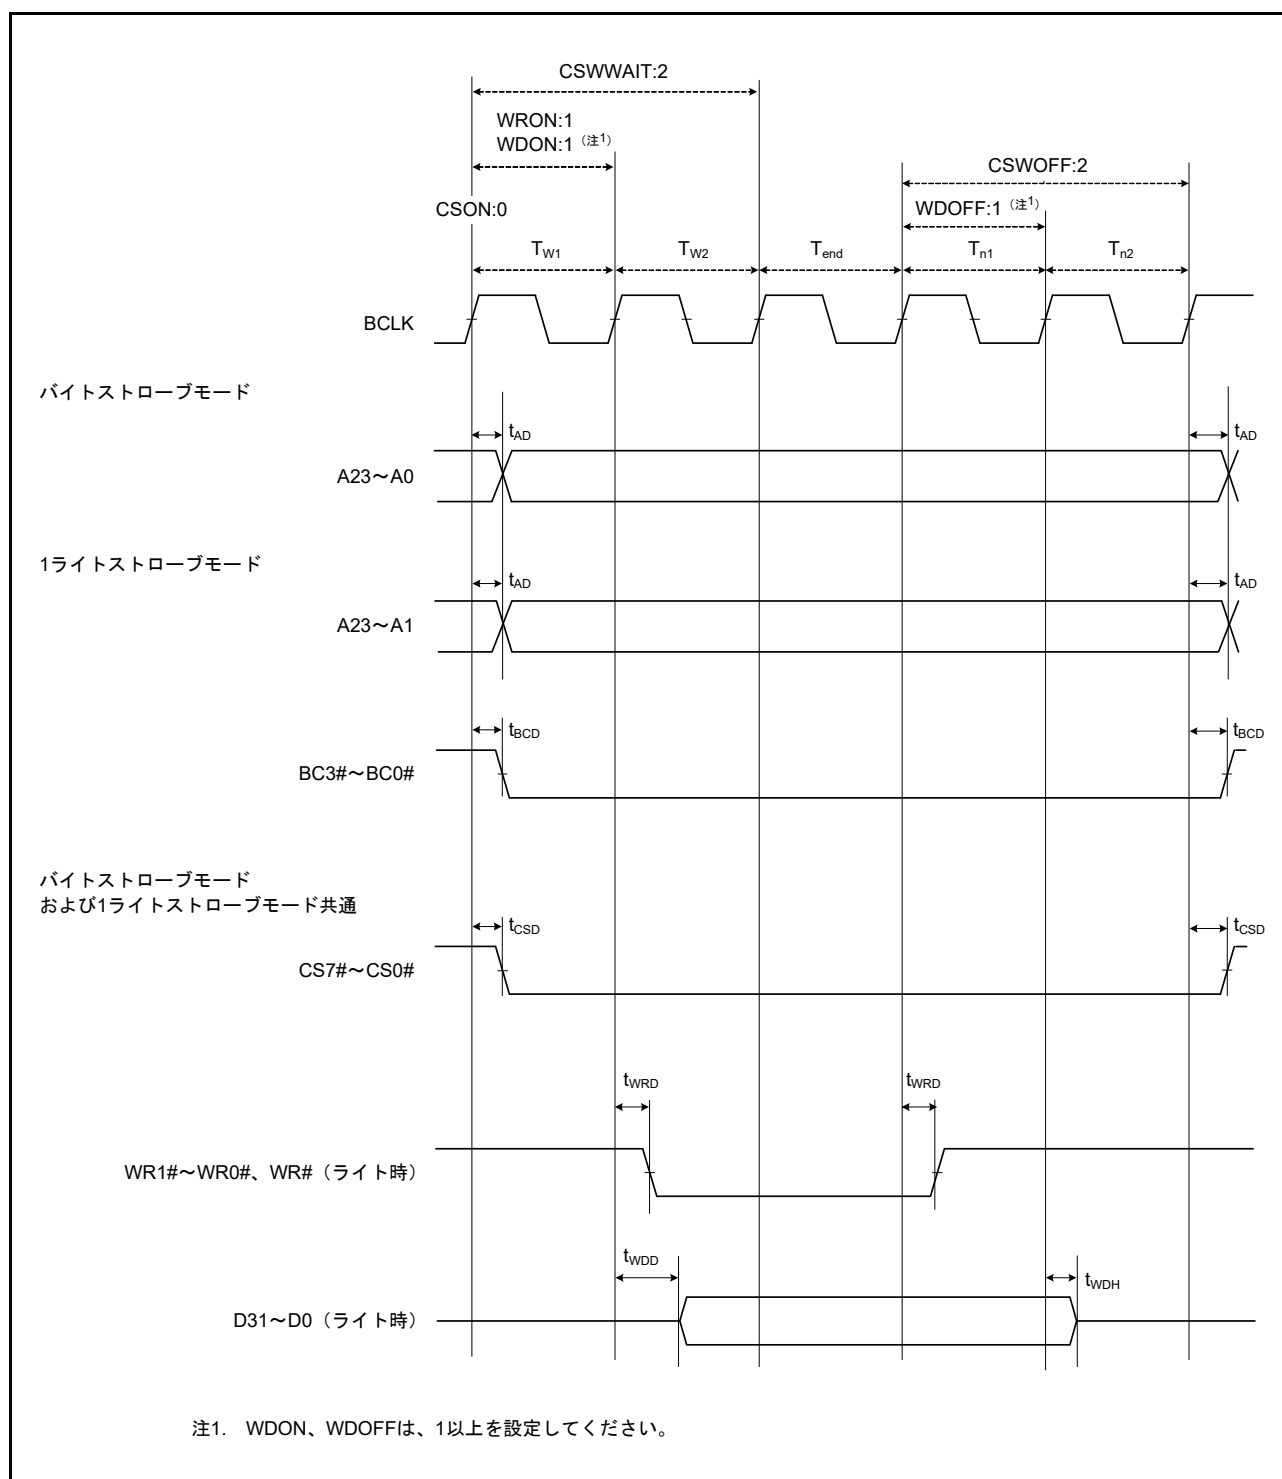 CSWWAIT:2
WRON:1
WDON:1 (注1)
CSWOFF:2
CSON:0
WDOFF:1 (注1)
TW1 TW2 Tend Tn1 Tn2
BCLK
バイトストローブモード
tAD tAD
A23～A0
1ライトストローブモード
tAD tAD
A23～A1
tBCD tBCD
BC3#～BC0#
バイトストローブモード
および1ライトストローブモード共通
tCSD tCSD
CS7#～CS0#
tWRD tWRD
WR1#～WR0#、WR#（ライト時）
tWDD tWDH
D31～D0（ライト時）
注1. WDON、WDOFFは、1以上を設定してください。